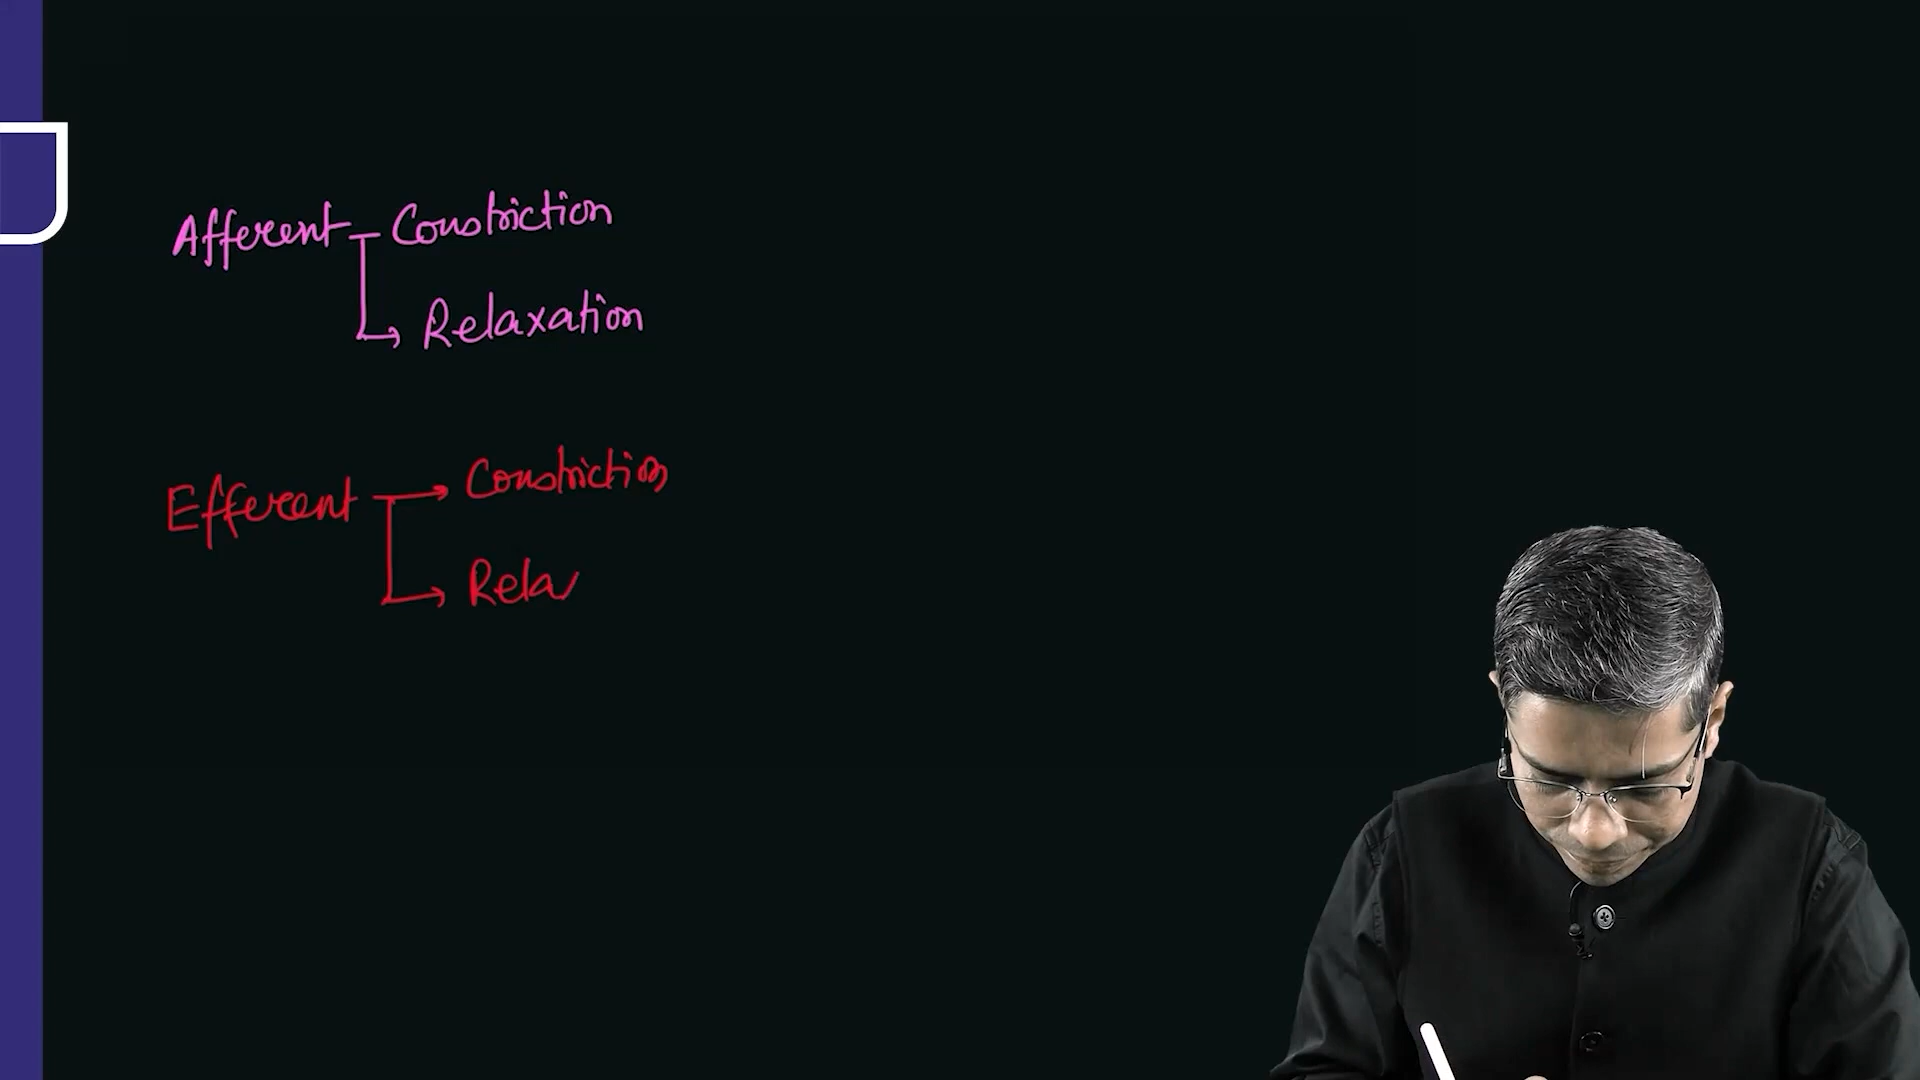 Afferent Constriction
Relaxation
Efferent → Constriction
→ Rela